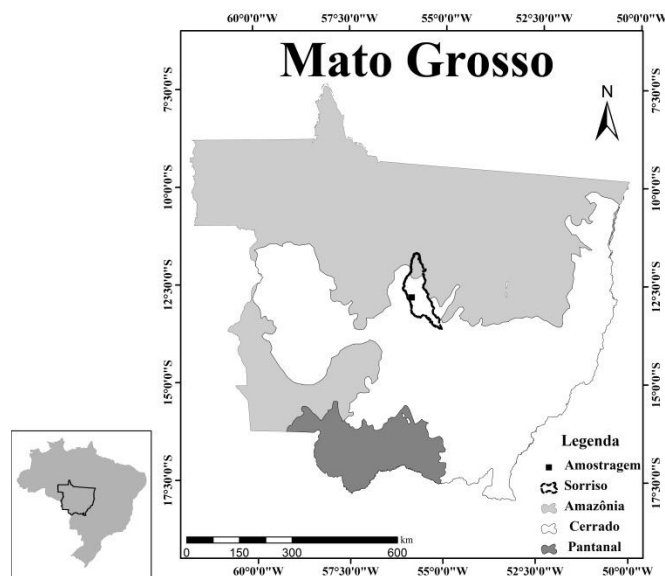 60°0'0"W 57°30'0"W 55°0'0"W 52°30'0"W 50°0'0"W
Mato Grosso
N
7°30'0"S 7°30'0"S
10°0'0"S 10°0'0"S
12°30'0"S 12°30'0"S
15°0'0"S 15°0'0"S
17°30'0"S 17°30'0"S
Legenda
Amostragem
Sorriso
Amazônia
Cerrado
Pantanal
km
0 150 300 600
60°0'0"W 57°30'0"W 55°0'0"W 52°30'0"W 50°0'0"W